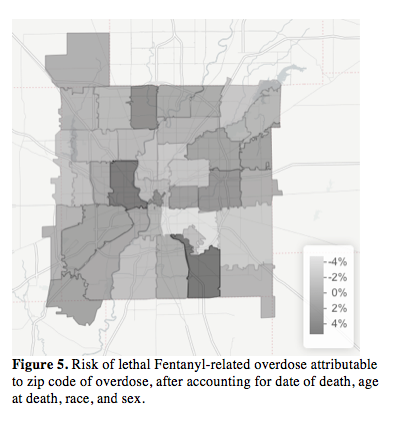 --4%
--2%
- 0%
- 2%
- 4%
Figure 5. Risk of lethal Fentanyl-related overdose attributable
to zip code of overdose, after accounting for date of death, age
at death, race, and sex.